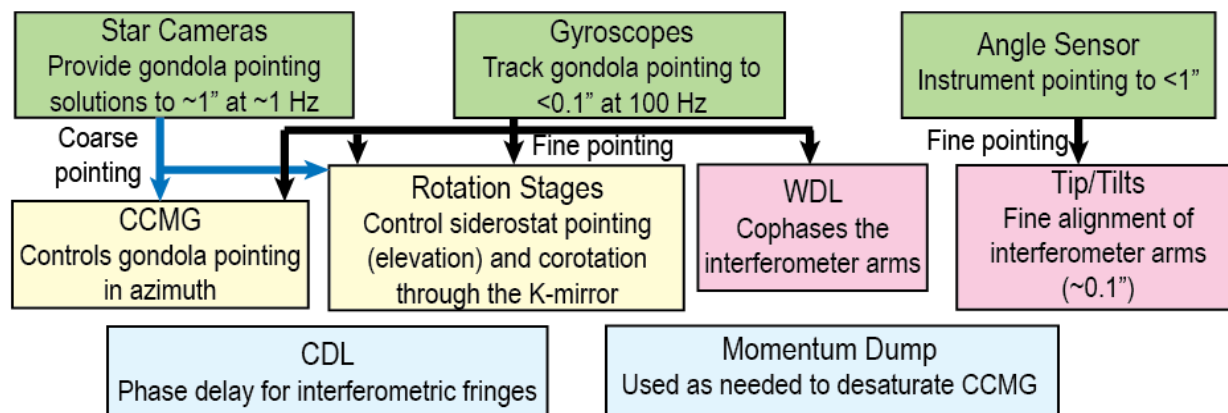 Star Cameras
Provide gondola pointing
solutions to ~1” at ~1 Hz
Gyroscopes
Track gondola pointing to
<0.1” at 100 Hz
Angle Sensor
Instrument pointing to <1”
Coarse
pointing
Fine pointing
Fine pointing
CCMG
Controls gondola pointing
in azimuth
Rotation Stages
Control siderostat pointing
(elevation) and corotation
through the K-mirror
WDL
Cophases the
interferometer arms
Tip/Tilts
Fine alignment of
interferometer arms
(~0.1”)
CDL
Phase delay for interferometric fringes
Momentum Dump
Used as needed to desaturate CCMG